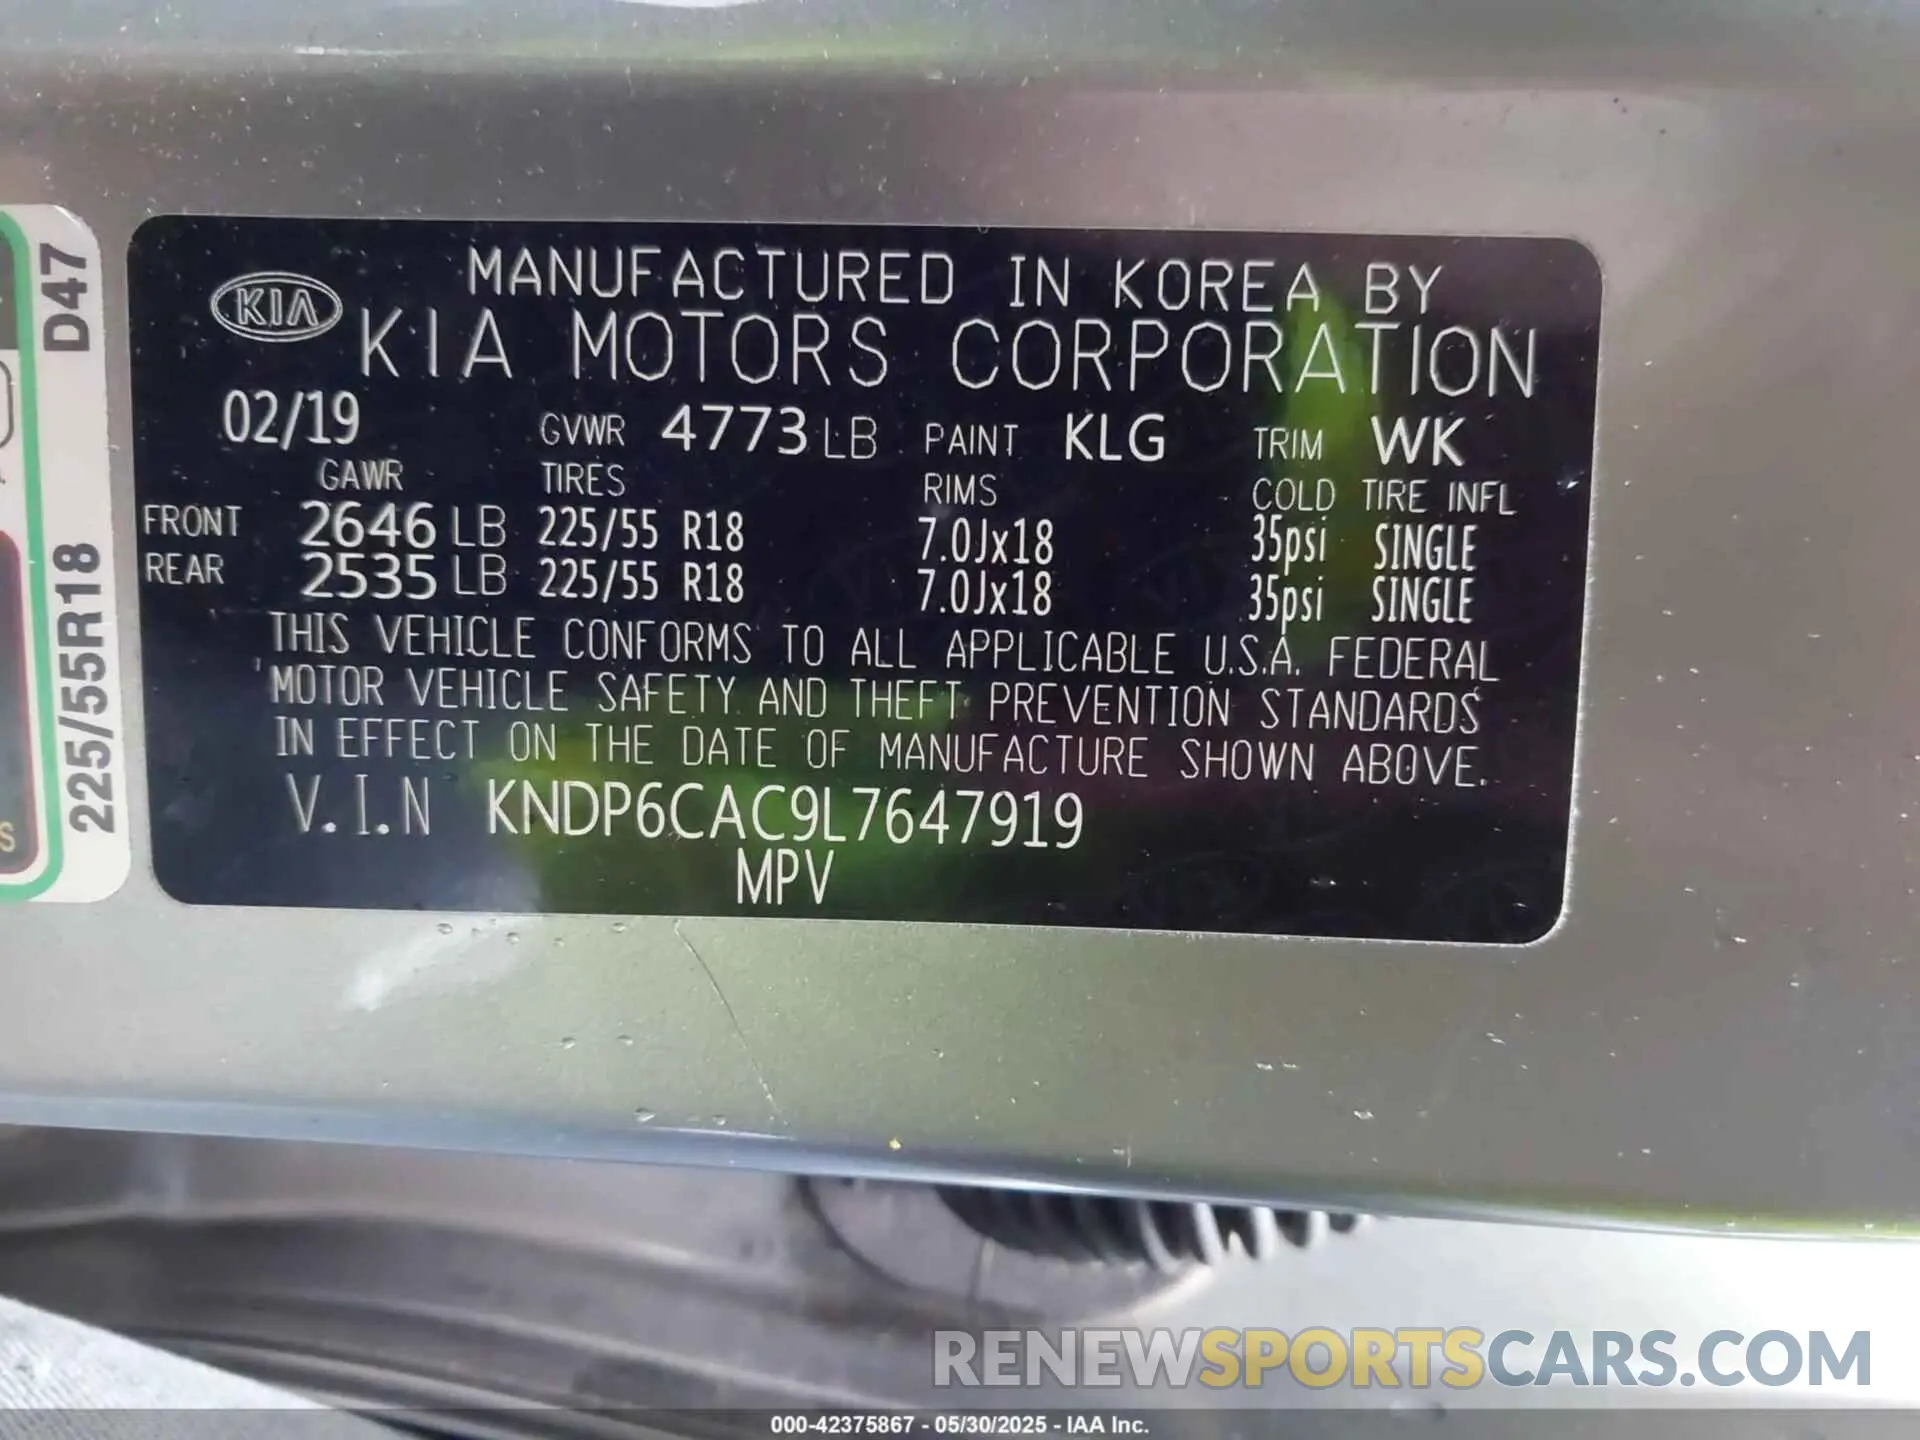 KIA
MANUFACTURED IN KOREA BY
KIA MOTORS CORPORATION
02/19 GVWR 4773 LB PAINT KLG TRIM WK
GAWR TIRES RIMS COLD TIRE INFL
FRONT 2646 LB 225/55 R18 7.0Jx18 35psi SINGLE
REAR 2535 LB 225/55 R18 7.0Jx18 35psi SINGLE
THIS VEHICLE CONFORMS TO ALL APPLICABLE U.S.A. FEDERAL
MOTOR VEHICLE SAFETY AND THEFT PREVENTION STANDARDS
IN EFFECT ON THE DATE OF MANUFACTURE SHOWN ABOVE.
V.I.N KNDP6CAC9L7647919
MPV
225/55R18 D47
RENEWSPORTSCARS.COM
000-42375867 - 05/30/2025 - IAA Inc.